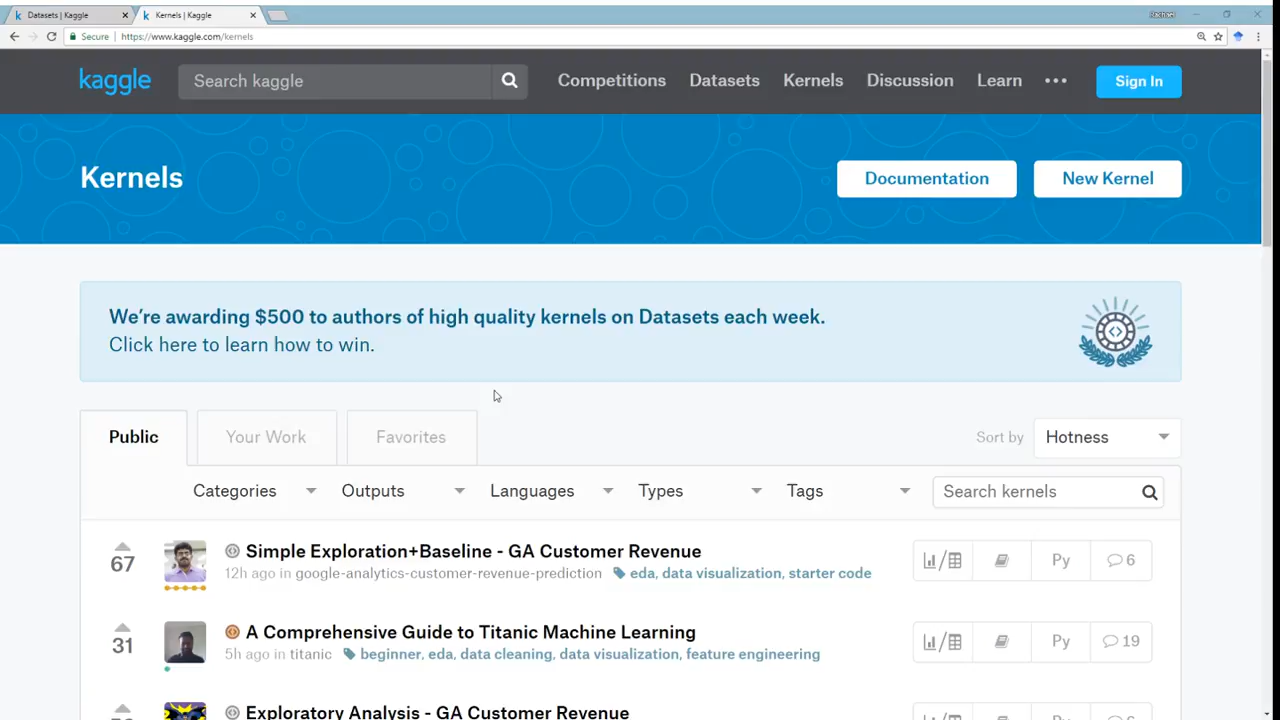 Datasets | Kaggle
Kernels | Kaggle
Secure
https://www.kaggle.com/kernels
kaggle
Search kaggle
Competitions
Datasets
Kernels
Discussion
Learn
Sign In
Kernels
Documentation
New Kernel
We're awarding $500 to authors of high quality kernels on Datasets each week.
Click here to learn how to win.
Public
Your Work
Favorites
Sort by
Hotness
Categories
Outputs
Languages
Types
Tags
Search kernels
67
Simple Exploration+Baseline - GA Customer Revenue
12h ago in google-analytics-customer-revenue-prediction
eda, data visualization, starter code
Py
6
31
A Comprehensive Guide to Titanic Machine Learning
5h ago in titanic
beginner, eda, data cleaning, data visualization, feature engineering
Py
19
Exploratory Analysis - GA Customer Revenue